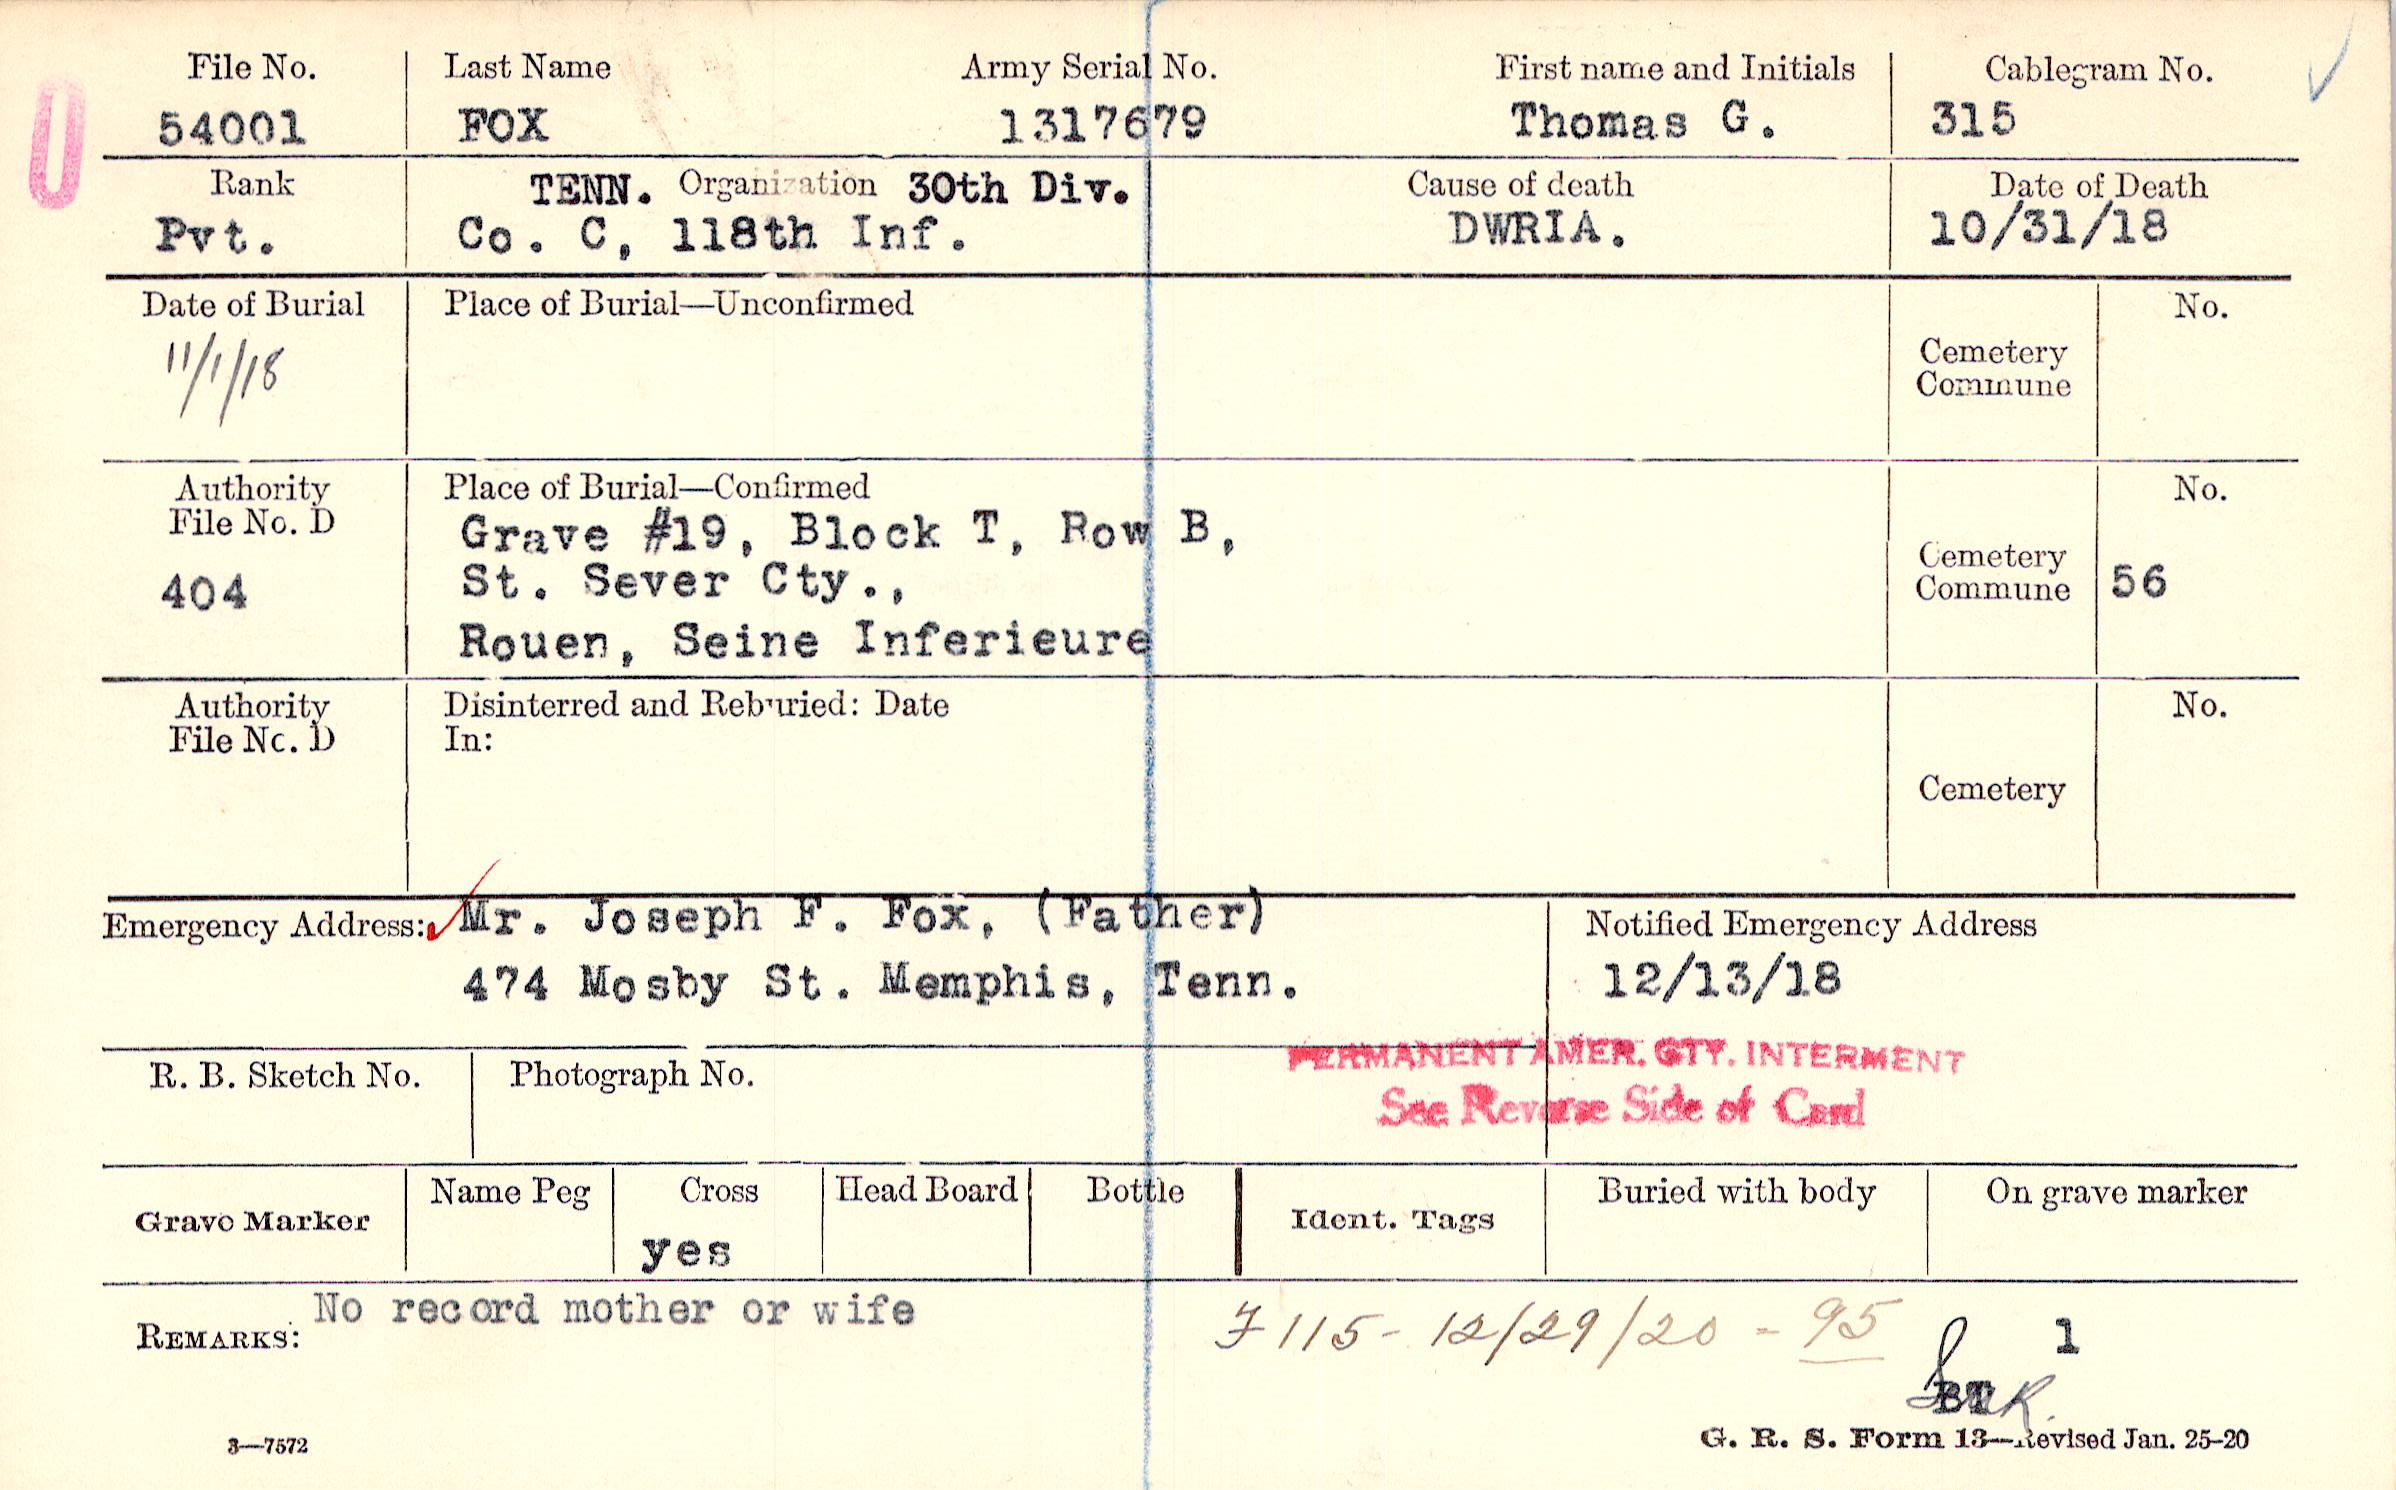 File No. Last Name Army Serial No. First name and Initials Cablegram No.
54001 FOX 1317679 Thomas G. 315
Rank TENN. Organization 30th Div. Cause of death Date of Death
Pvt. Co. C, 118th Inf. DWRIA. 10/31/18
Date of Burial Place of Burial—Unconfirmed No.
11/1/18
Cemetery
Commune
Authority Place of Burial—Confirmed No.
File No. D
Grave #19, Block T, Row B,
404 St. Sever Cty., Cemetery
Commune 56
Rouen, Seine Inferieure
Authority Disinterred and Reburied: Date No.
File No. D In:
Cemetery
Emergency Address: Mr. Joseph F. Fox, (Father) Notified Emergency Address
474 Mosby St. Memphis, Tenn. 12/13/18
PERMANENT AMER. CTY. INTERMENT
R. B. Sketch No. Photograph No. See Reverse Side of Card
Grave Marker Name Peg Cross Head Board Bottle Ident. Tags Buried with body On grave marker
yes
REMARKS: No record mother or wife 7 115 - 12/29/20 - 95 1
BT
3—7572 G. R. S. Form 13—Revised Jan. 25-20